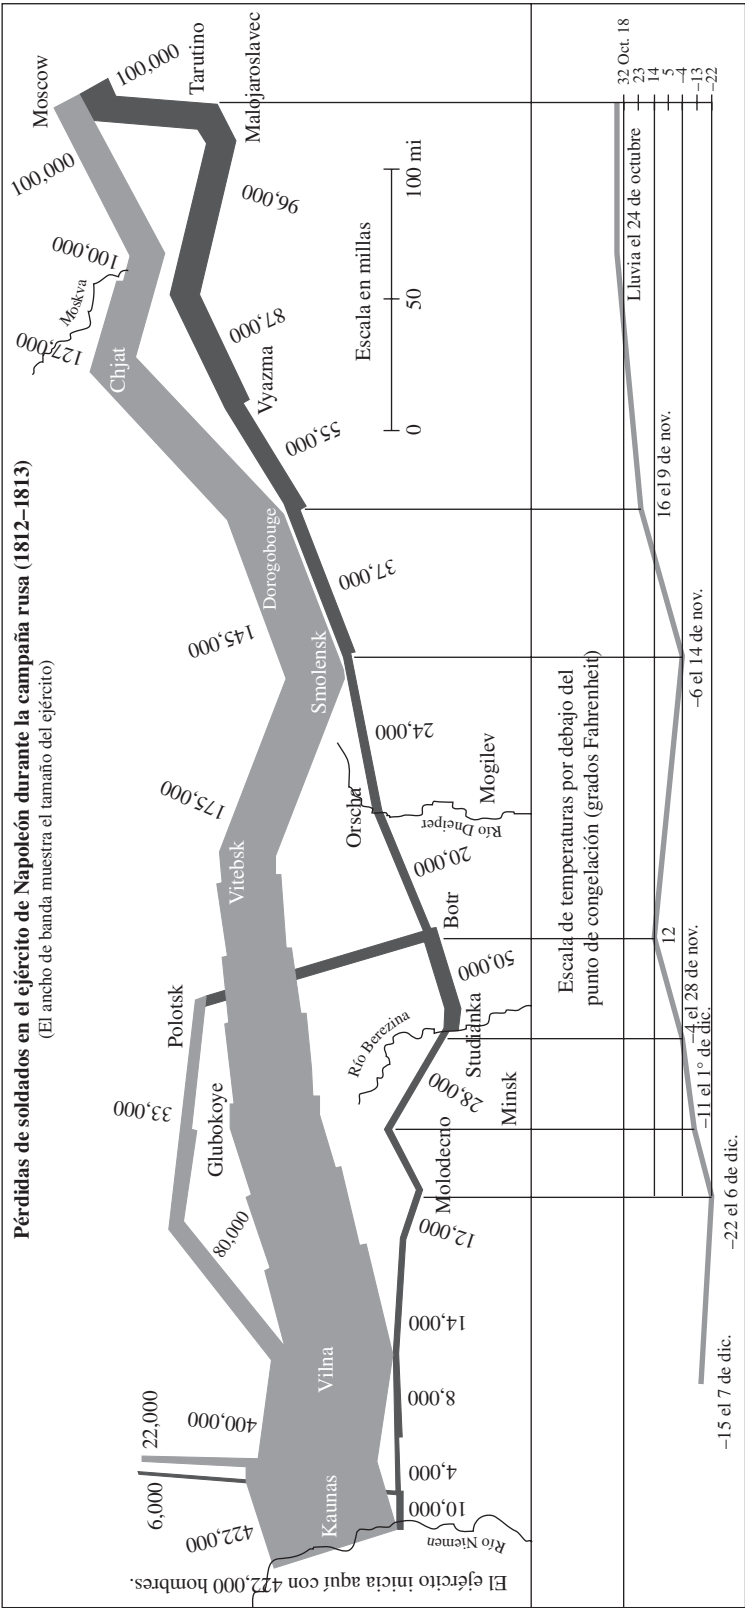 Pérdidas de soldados en el ejército de Napoleón durante la campaña rusa (1812–1813)
(El ancho de banda muestra el tamaño del ejército)
El ejército inicia aquí con 422,000 hombres.
422,000
6,000
22,000
400,000
80,000
33,000
175,000
145,000
127,000
100,000
100,000
100,000
Kaunas
Vilna
Glubokoye
Polotsk
Vitebsk
Smolensk
Dorogobouge
Chjat
Moskva
Moscow
Tarutino
Malojaroslavec
96,000
87,000
Vyazma
55,000
37,000
24,000
Orscha
Río Dneiper
Mogilev
20,000
Botr
50,000
Río Berezina
Studianka
28,000
Minsk
Molodecno
12,000
14,000
8,000
4,000
10,000
Río Niemen
Escala en millas
0
50
100 mi
Escala de temperaturas por debajo del
punto de congelación (grados Fahrenheit)
32 Oct. 18
23
14
5
–4
–13
–22
Lluvia el 24 de octubre
16 el 9 de nov.
–6 el 14 de nov.
12
–4 el 28 de nov.
–11 el 1° de dic.
–22 el 6 de dic.
–15 el 7 de dic.